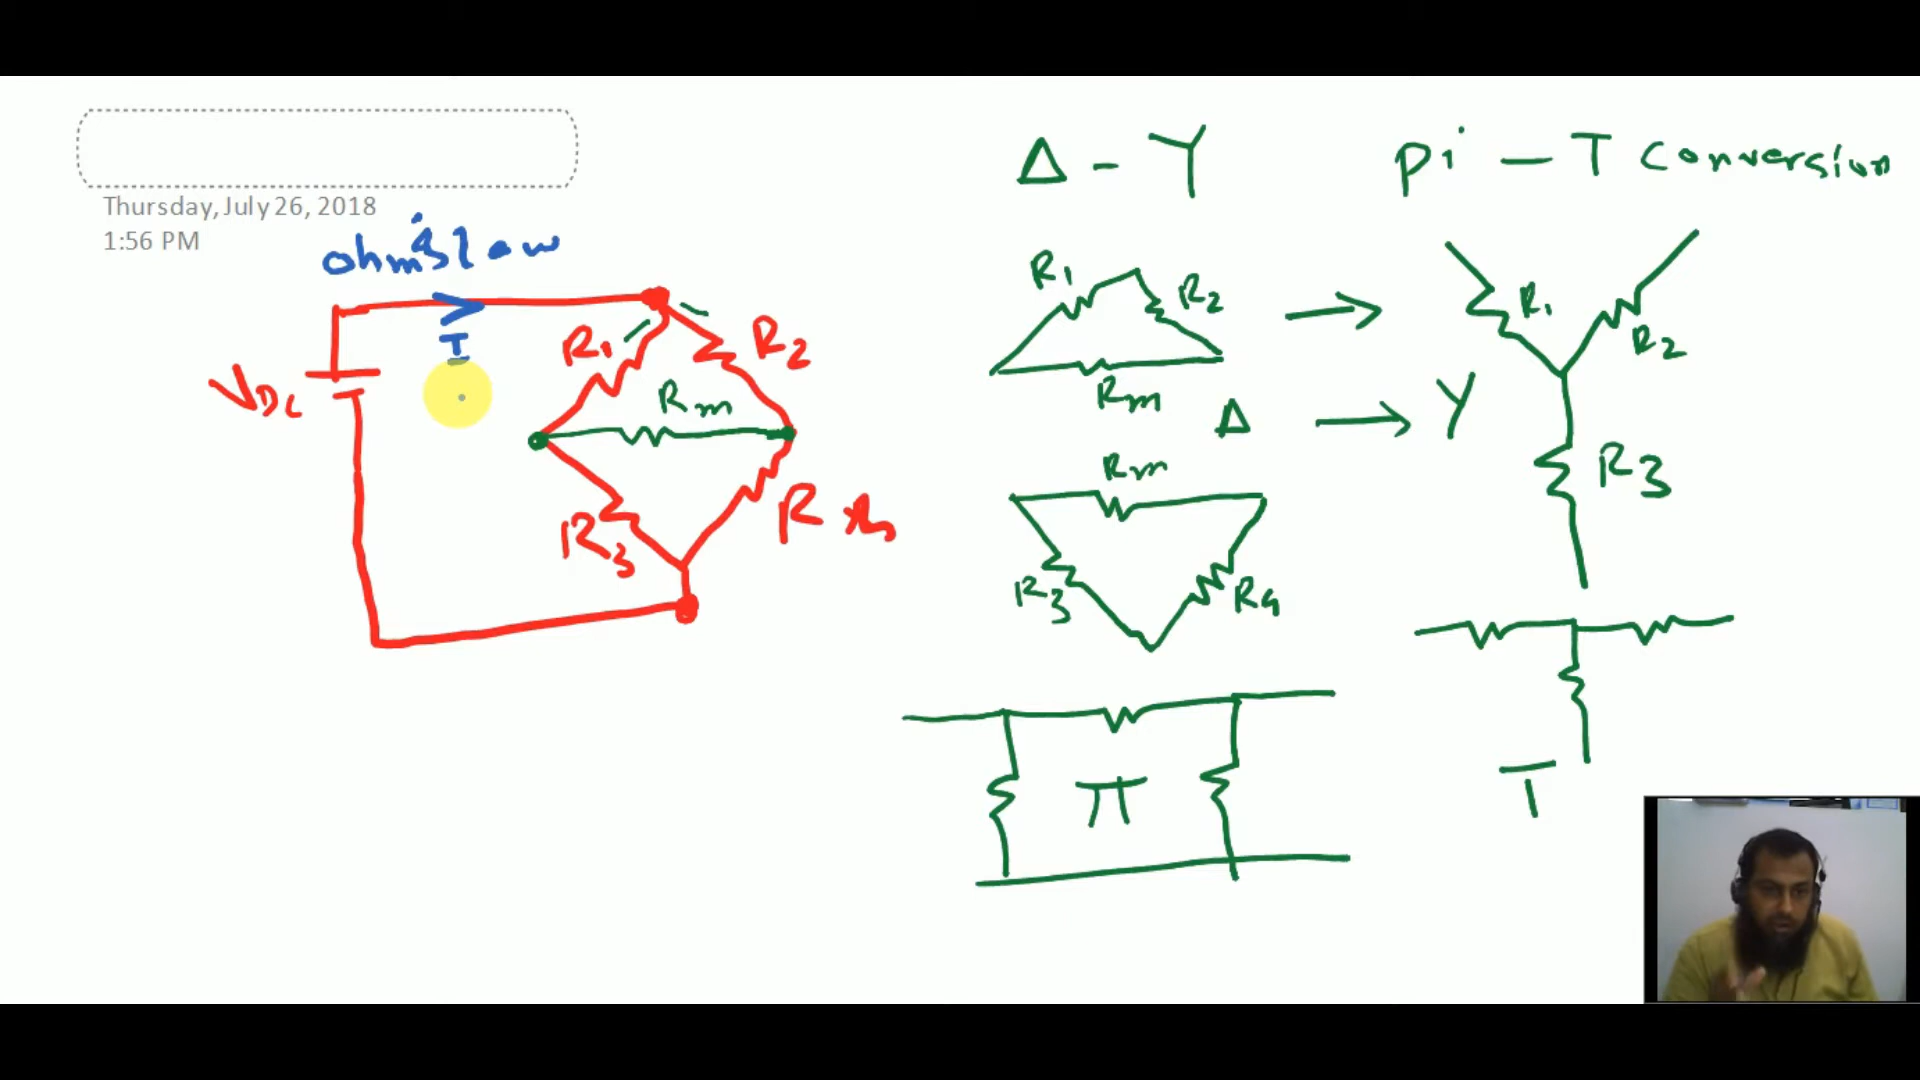 Thursday, July 26, 2018
1:56 PM
ohm's law
I
VDC
R1
R2
Rm
R3
R
Δ - Y
pi - T conversion
R1
R2
Rm
R1
R2
R3
Δ → Y
Rm
R3
R4
π
T